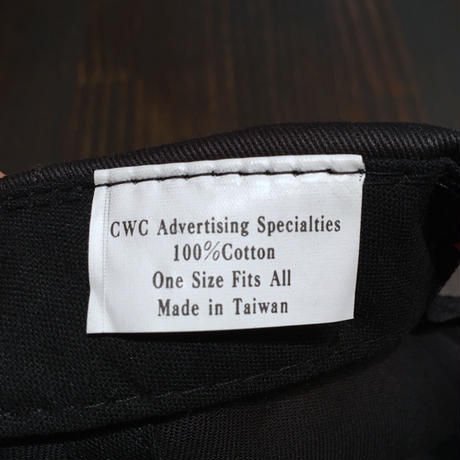 CWC Advertising Specialties
100%Cotton
One Size Fits All
Made in Taiwan